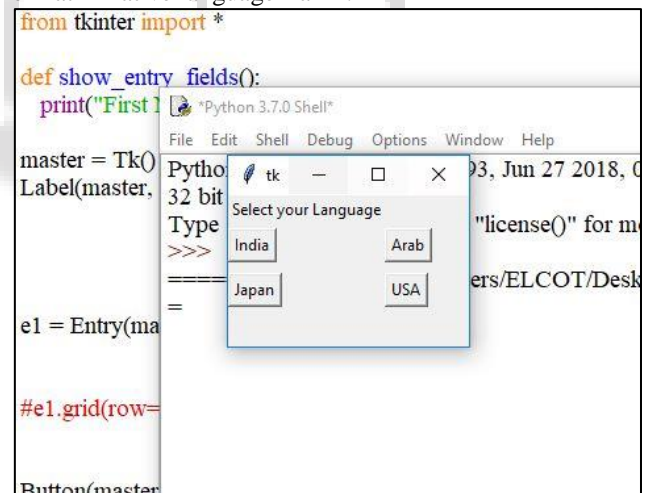 from tkinter import *
def show_entry_fields():
print("First
master = Tk()
Label(master,
e1 = Entry(ma
#e1.grid(row=
Button(master
*Python 3.7.0 Shell*
File Edit Shell Debug Options Window Help
93, Jun 27 2018, 0
32 bit
Type "license()" for m
>>>
ers/ELCOT/Desk
=
tk
Select your Language
India Arab
Japan USA